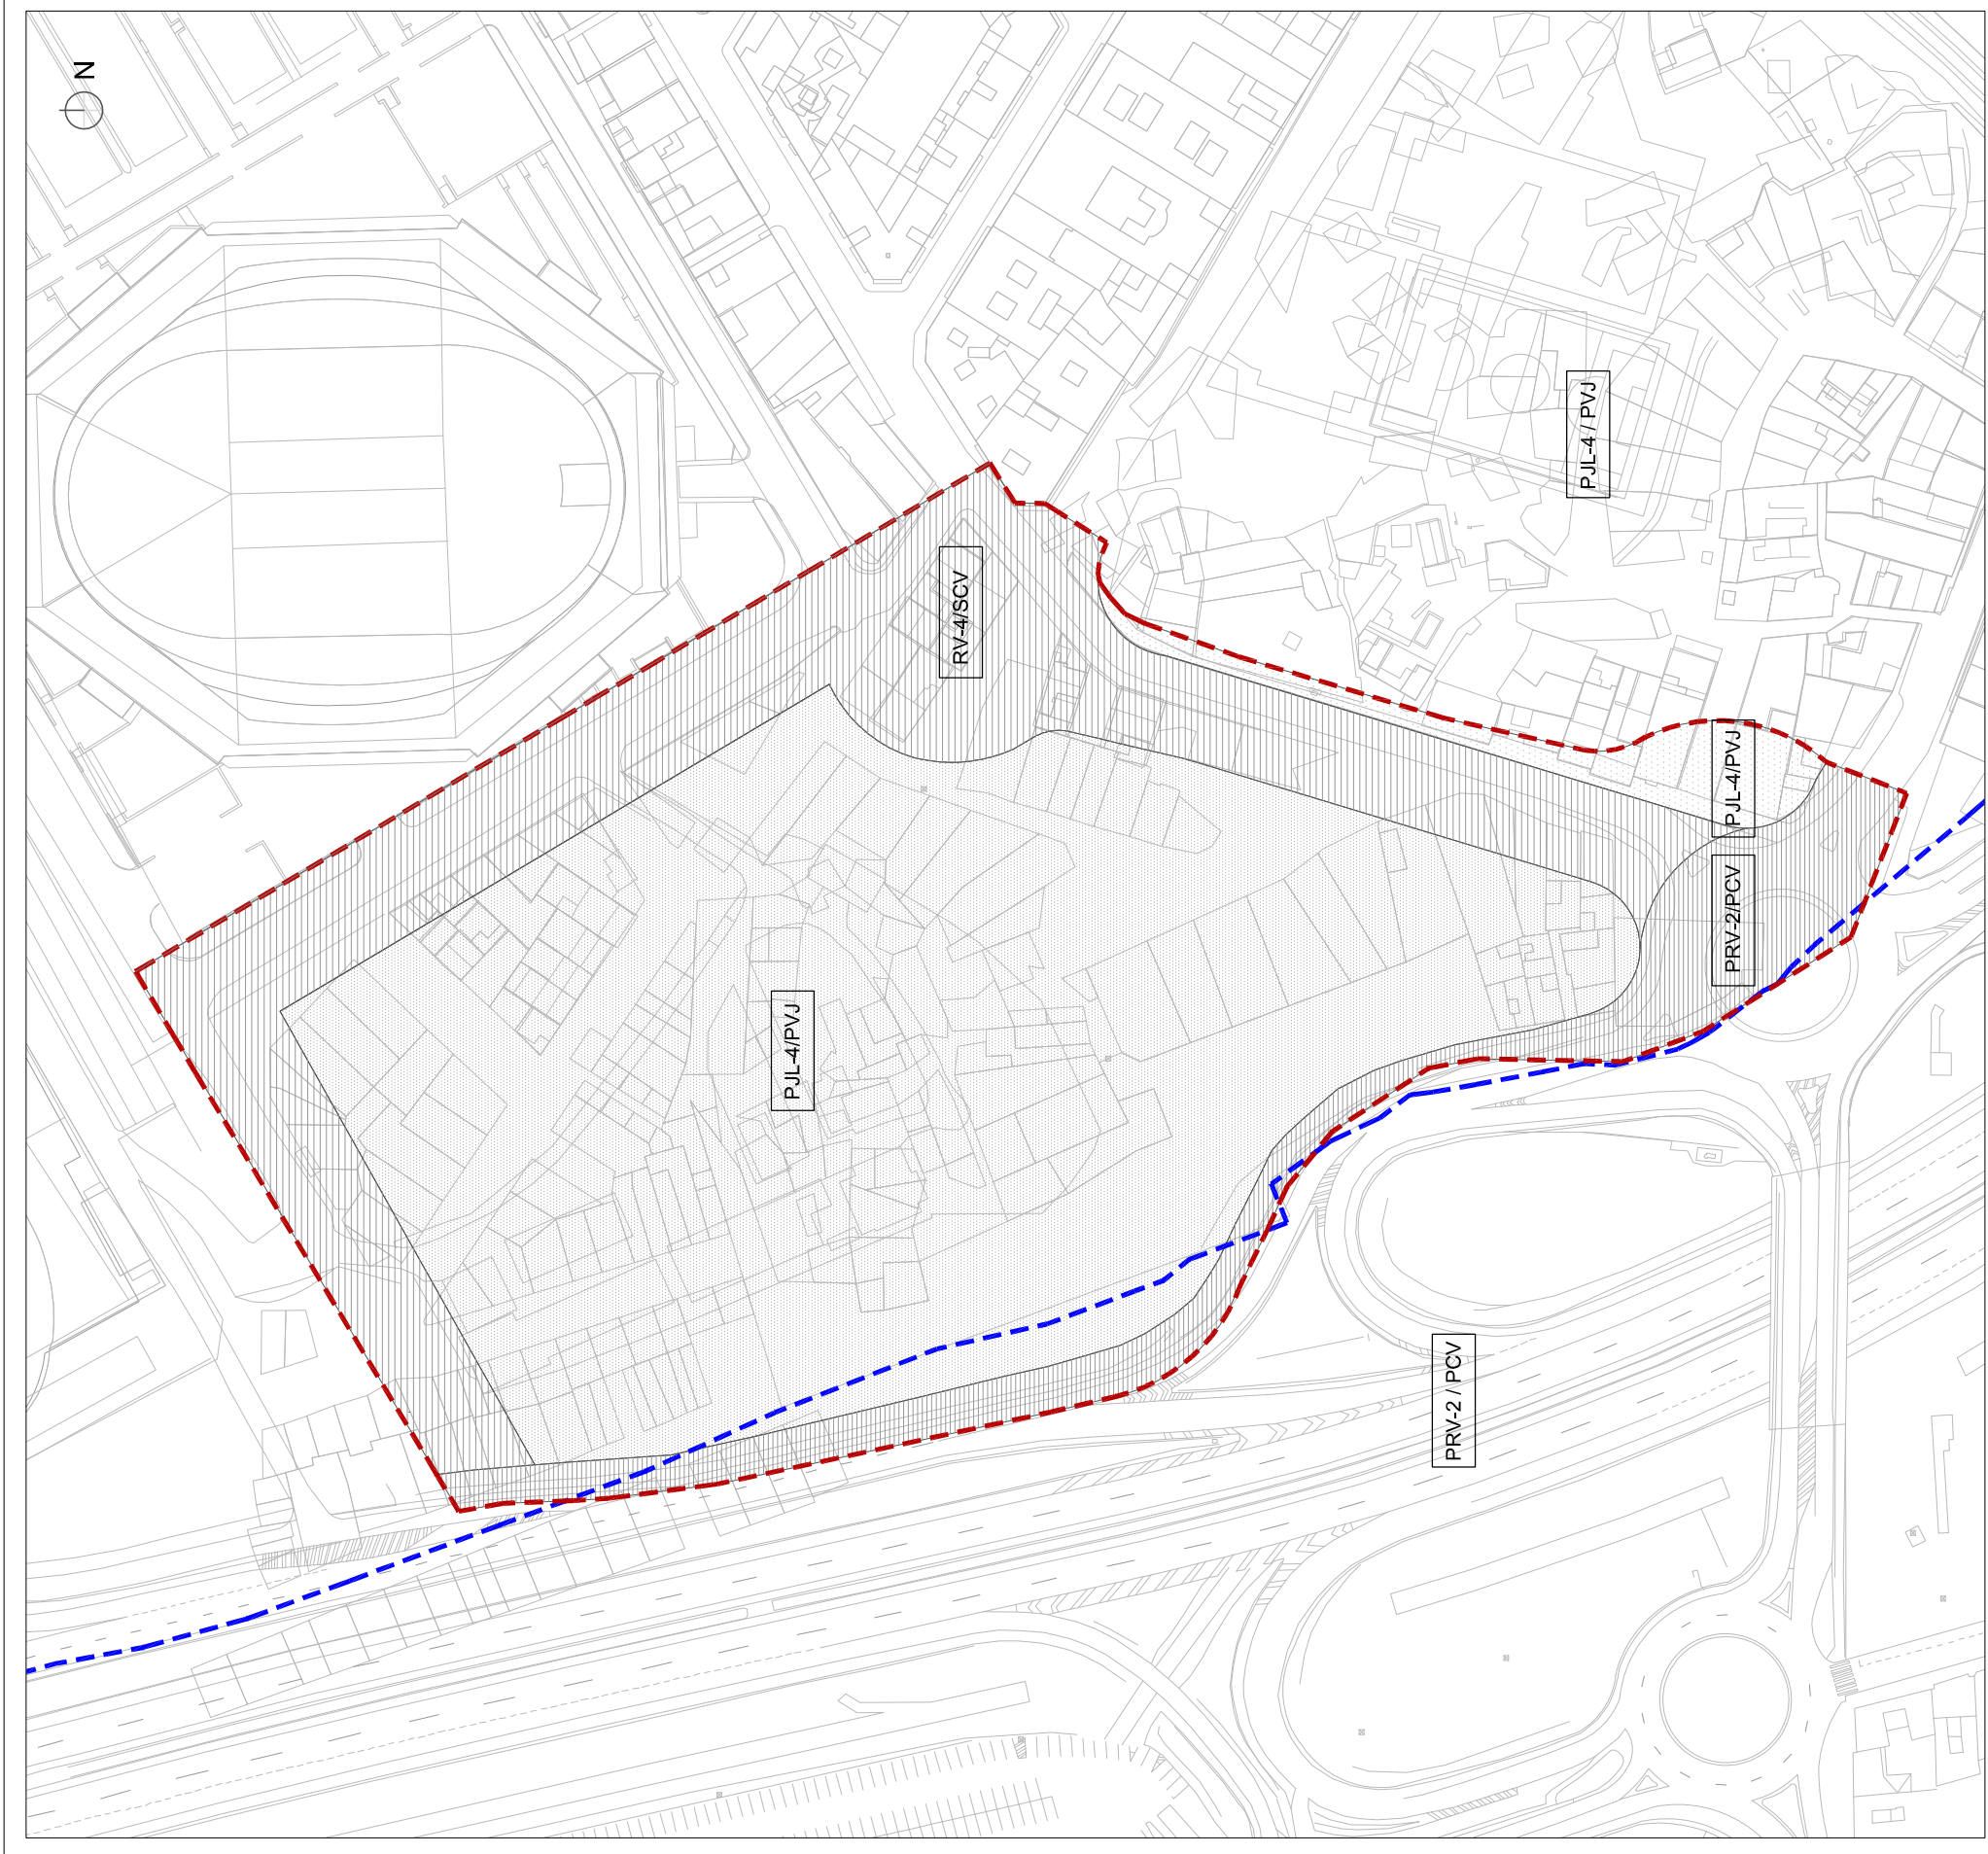 N
PJL-4 / PVJ
RV-4/SCV
PJL-4/PVJ
PRV-2/PCV
PJL-4/PVJ
PRV-2 / PCV